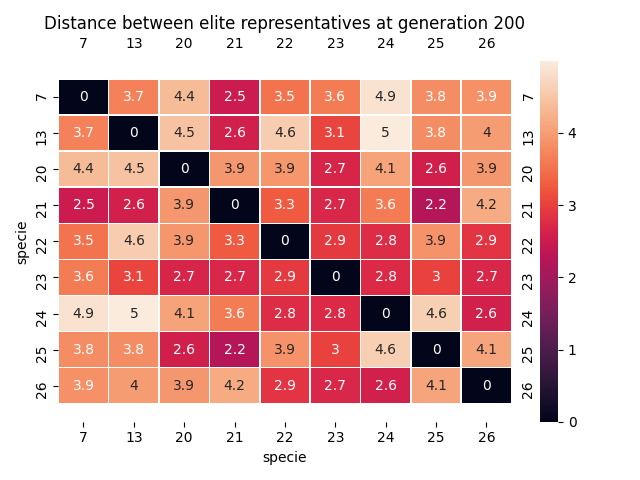 Distance between elite representatives at generation 200
7 13 20 21 22 23 24 25 26
7 0 3.7 4.4 2.5 3.5 3.6 4.9 3.8 3.9 7
13 3.7 0 4.5 2.6 4.6 3.1 5 3.8 4 13
20 4.4 4.5 0 3.9 3.9 2.7 4.1 2.6 3.9 20
21 2.5 2.6 3.9 0 3.3 2.7 3.6 2.2 4.2 21
22 3.5 4.6 3.9 3.3 0 2.9 2.8 3.9 2.9 22
23 3.6 3.1 2.7 2.7 2.9 0 2.8 3 2.7 23
24 4.9 5 4.1 3.6 2.8 2.8 0 4.6 2.6 24
25 3.8 3.8 2.6 2.2 3.9 3 4.6 0 4.1 25
26 3.9 4 3.9 4.2 2.9 2.7 2.6 4.1 0 26
7 13 20 21 22 23 24 25 26
specie
specie
4
3
2
1
0